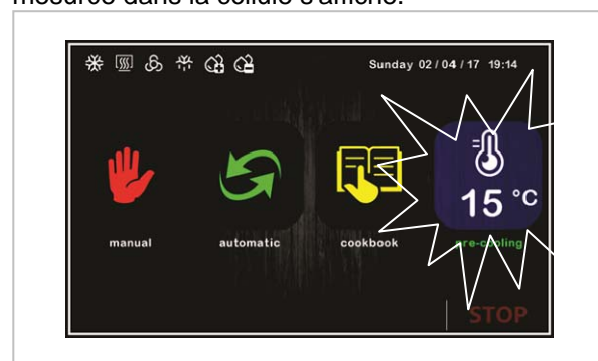 mesurée dans la cellule s'affiche.
Sunday 02 / 04 / 17 19:14
15 °C
manual
automatic
cookbook
pre-cooling
STOP